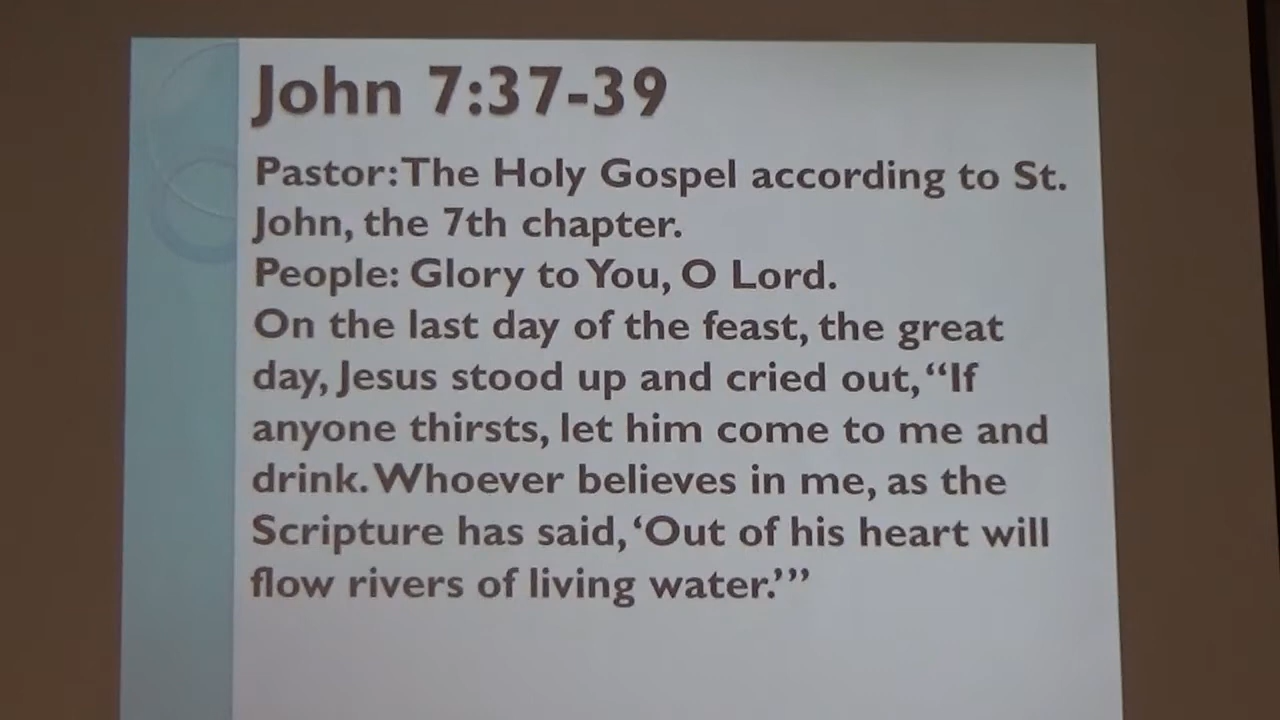 John 7:37-39
Pastor: The Holy Gospel according to St.
John, the 7th chapter.
People: Glory to You, O Lord.
On the last day of the feast, the great
day, Jesus stood up and cried out, “If
anyone thirsts, let him come to me and
drink. Whoever believes in me, as the
Scripture has said, ‘Out of his heart will
flow rivers of living water.’”